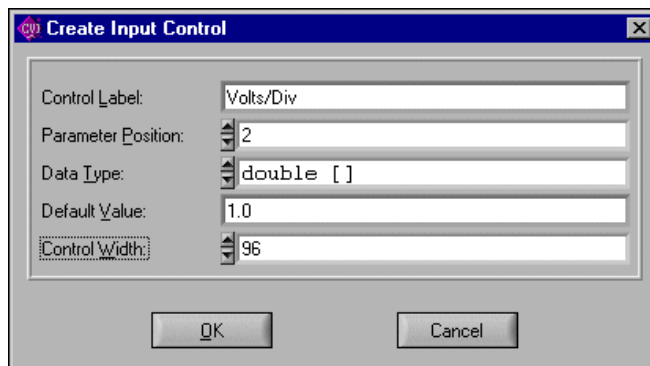 CVI Create Input Control
Control Label: Volts/Div
Parameter Position: 2
Data Type: double []
Default Value: 1.0
Control Width: 96
OK Cancel